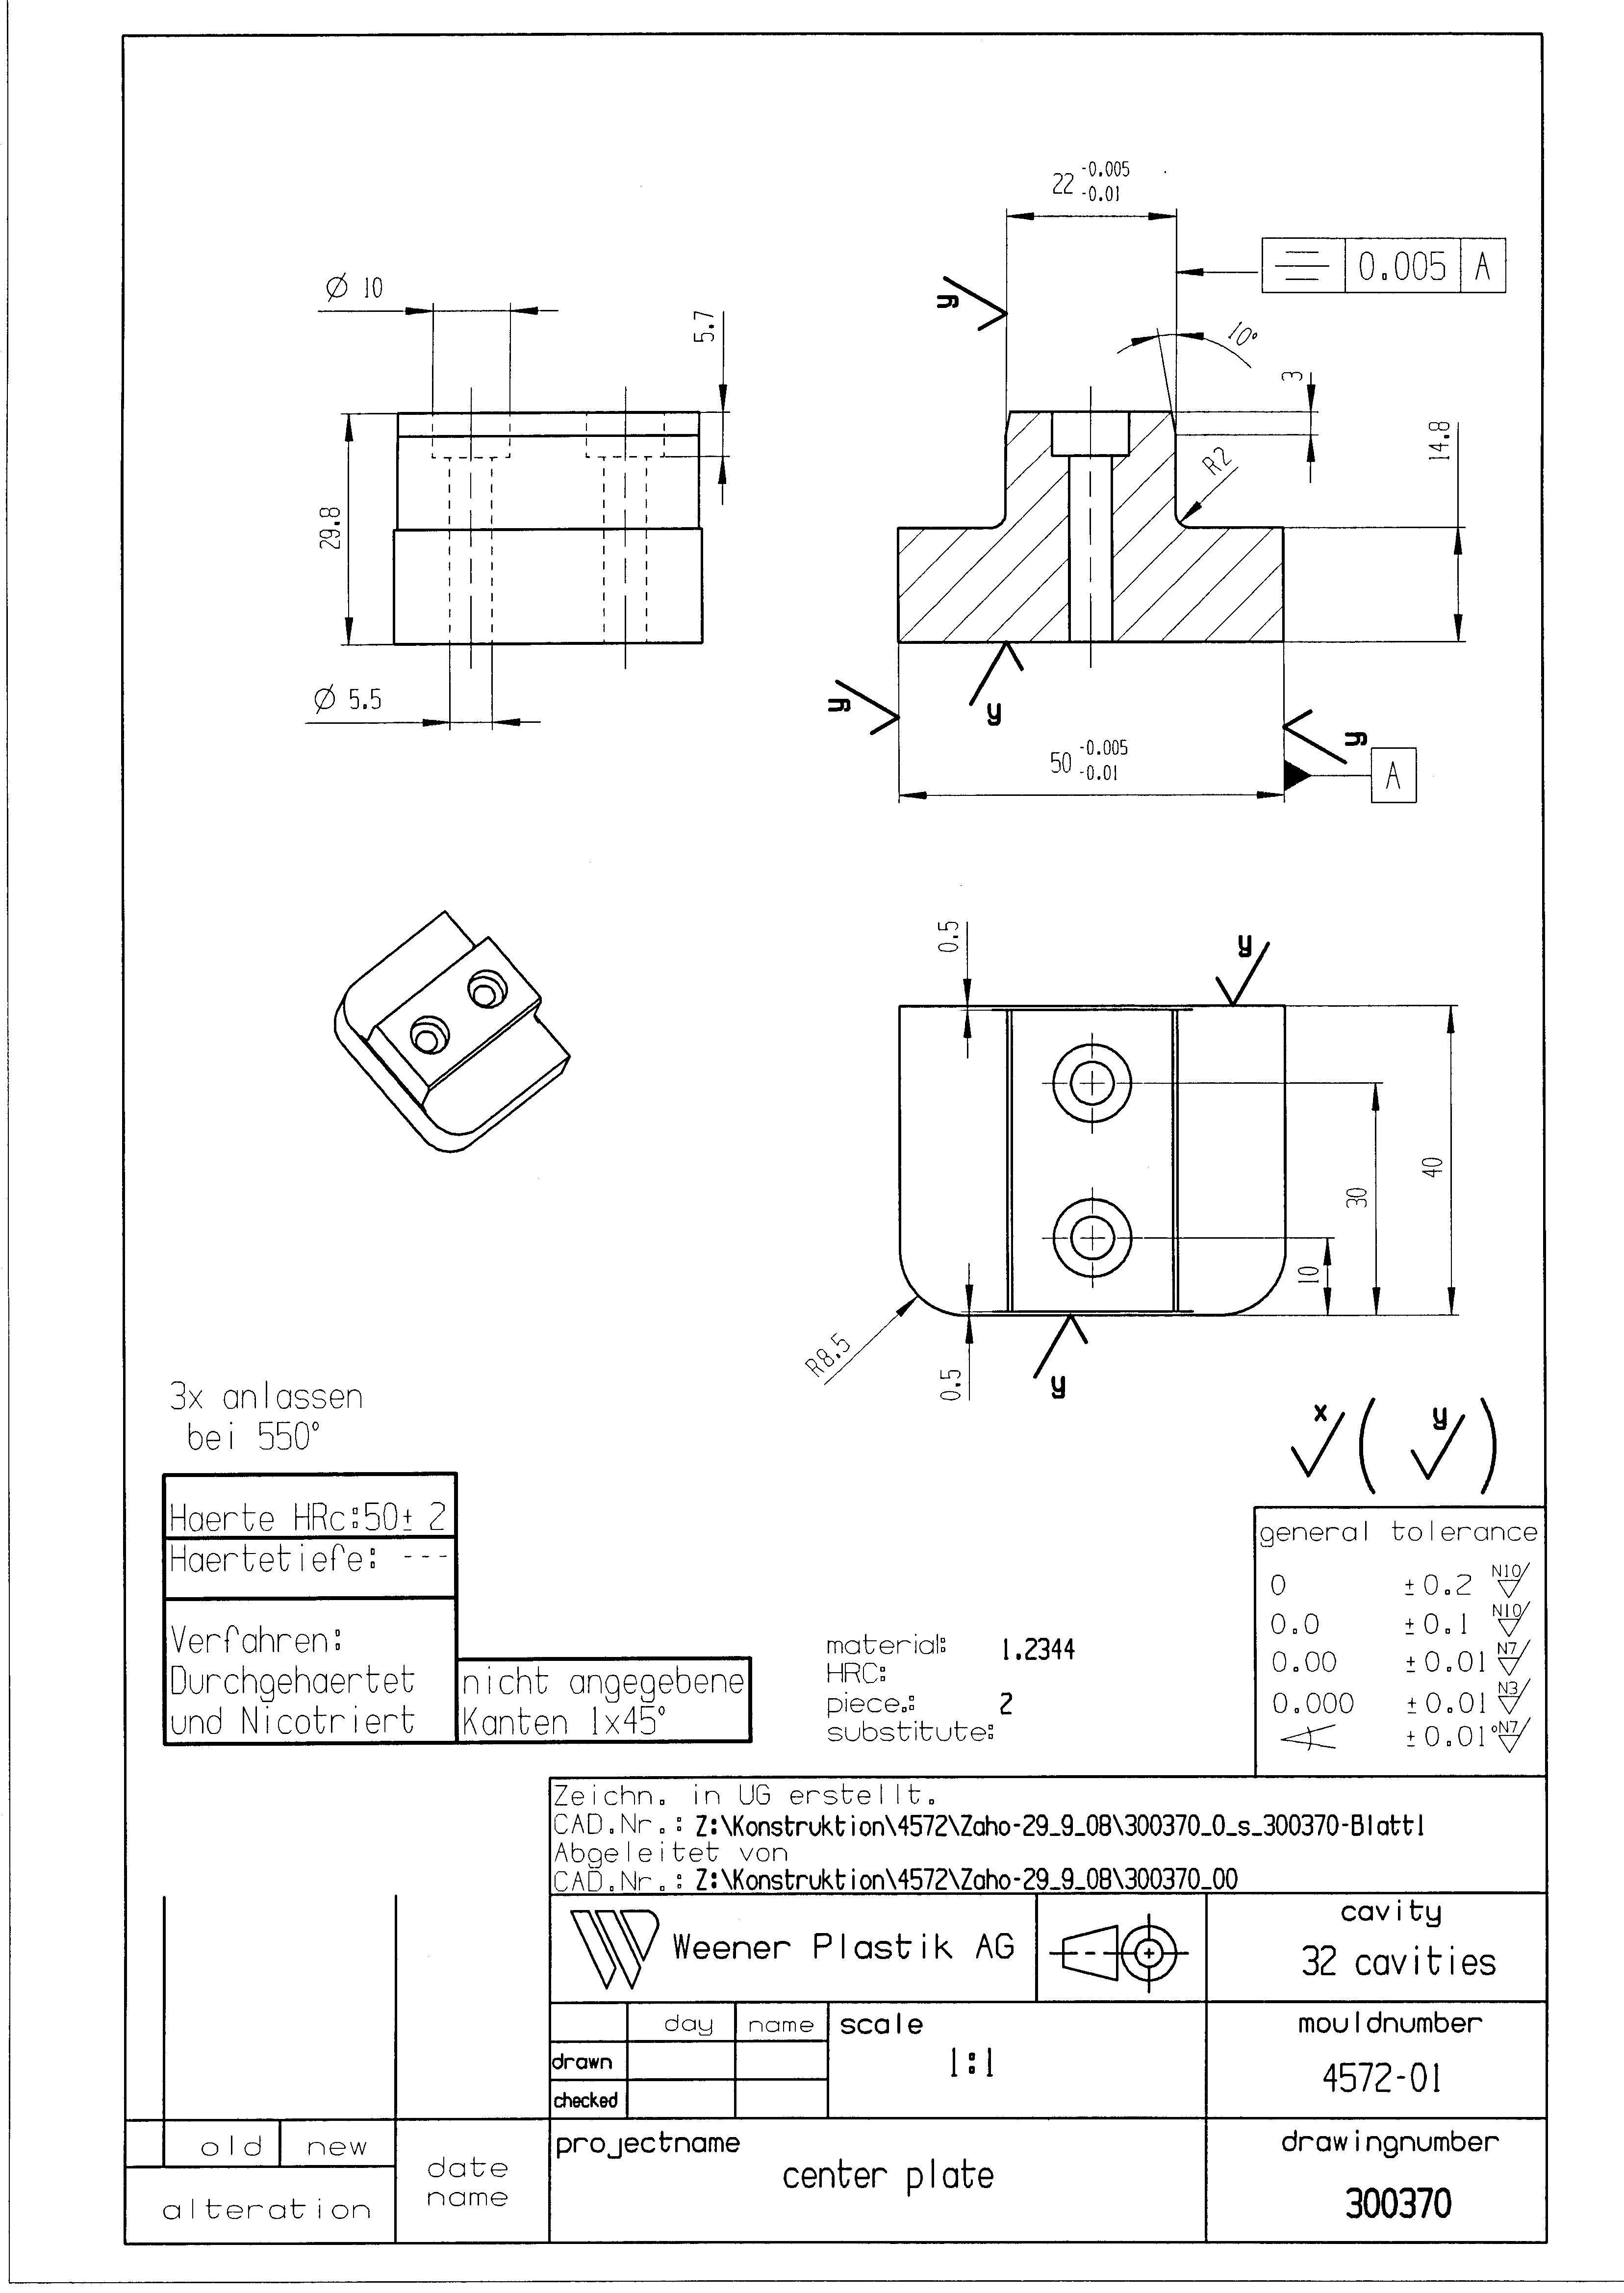 22 -0.005
-0.01
0.005 A
Ø 10
5.7
y
10°
3
14.8
R2
29.8
Ø 5.5
y
y
y
50 -0.005
-0.01
A
0.5
y
30
40
10
R8.5
0.5
y
3x anlassen
bei 550°
x ( y )
Haerte HRc:50± 2
Haertetiefe: ---
Verfahren:
Durchgehaertet
und Nicotriert
nicht angegebene
Kanten 1x45°
material: 1.2344
HRC:
piece.: 2
substitute:
general tolerance
0 ±0.2 N10
0.0 ±0.1 N10
0.00 ±0.01 N7
0.000 ±0.01 N3
±0.01° N7
Zeichn. in UG erstellt.
CAD.Nr.: Z:\Konstruktion\4572\Zaho-29_9_08\300370_0_s_300370-Blatt1
Abgeleitet von
CAD.Nr.: Z:\Konstruktion\4572\Zaho-29_9_08\300370_00
Weener Plastik AG
cavity
32 cavities
day name
drawn
checked
scale
1:1
mouldnumber
4572-01
old new
alteration
date
name
projectname
center plate
drawingnumber
300370